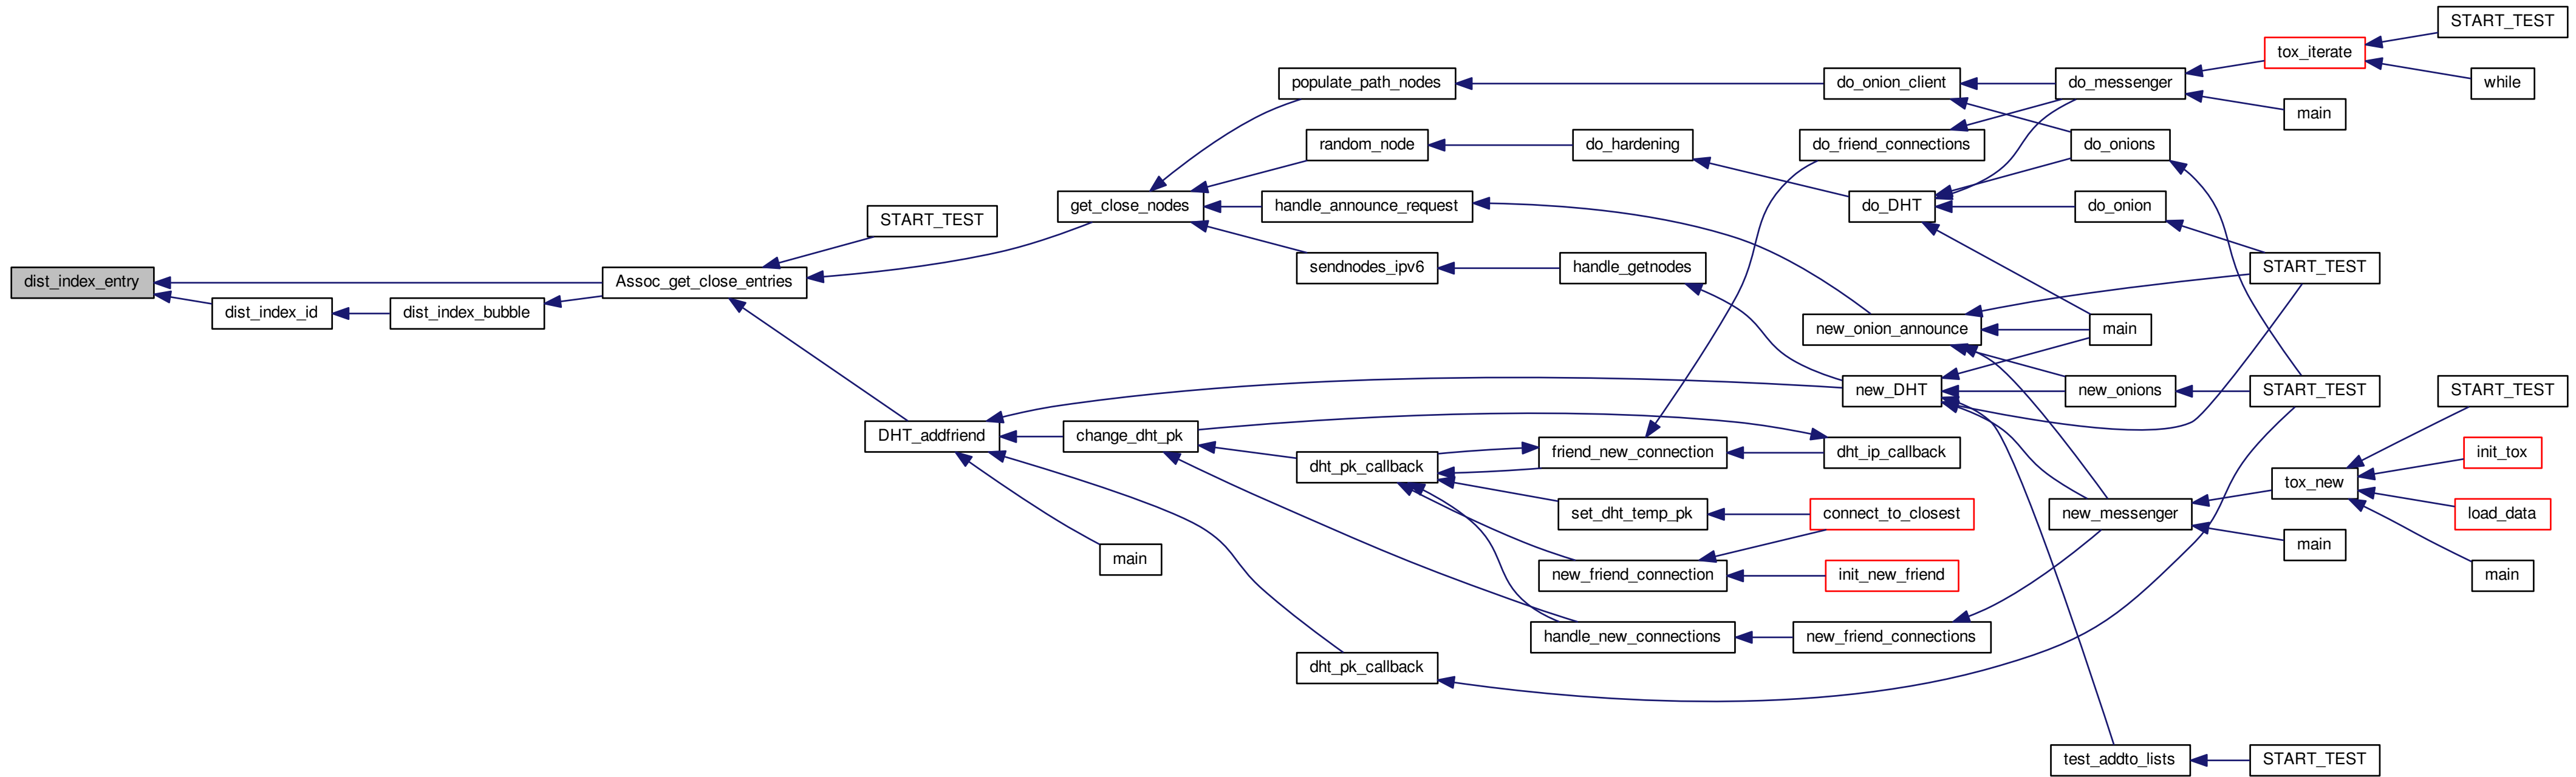 START_TEST
tox_iterate
populate_path_nodes
do_onion_client
do_messenger
while
main
random_node
do_hardening
do_friend_connections
do_onions
get_close_nodes
handle_announce_request
do_DHT
do_onion
START_TEST
sendnodes_ipv6
handle_getnodes
START_TEST
dist_index_entry
Assoc_get_close_entries
dist_index_id
dist_index_bubble
new_onion_announce
main
new_DHT
new_onions
START_TEST
START_TEST
DHT_addfriend
change_dht_pk
friend_new_connection
dht_ip_callback
init_tox
dht_pk_callback
tox_new
set_dht_temp_pk
connect_to_closest
new_messenger
load_data
main
main
new_friend_connection
init_new_friend
main
handle_new_connections
new_friend_connections
dht_pk_callback
test_addto_lists
START_TEST